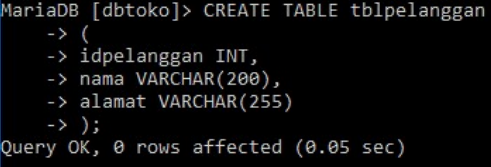 MariaDB [dbtoko]> CREATE TABLE tblpelanggan
-> (
-> idpelanggan INT,
-> nama VARCHAR(200),
-> alamat VARCHAR(255)
-> );
Query OK, 0 rows affected (0.05 sec)